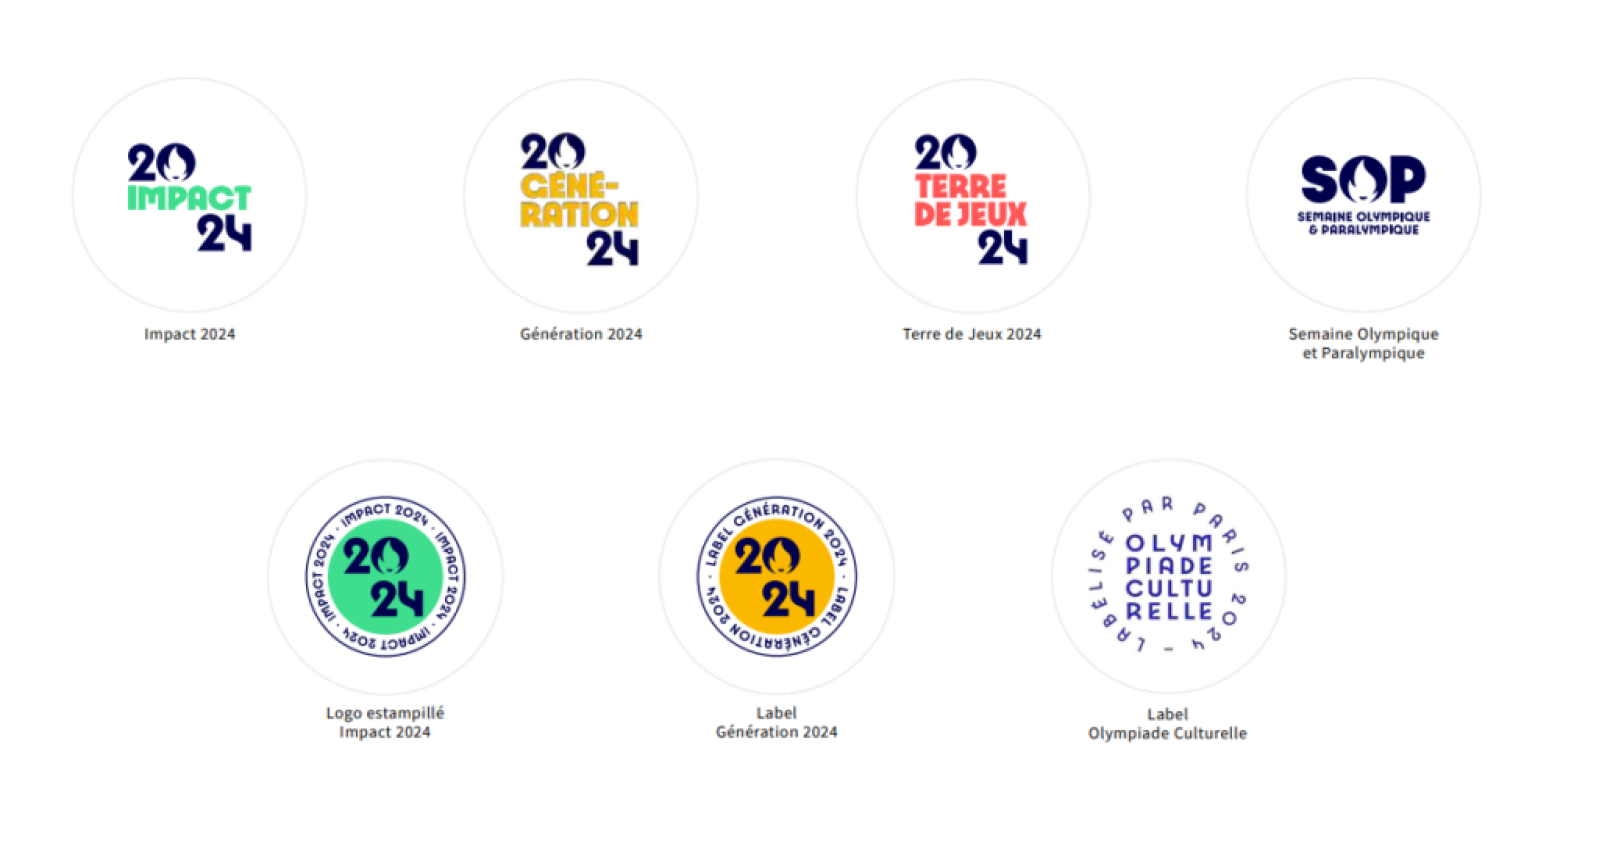 20
IMPACT
24
Impact 2024
20
GÉNÉ-
RATION
24
Génération 2024
20
TERRE
DE JEUX
24
Terre de Jeux 2024
SOP
SEMAINE OLYMPIQUE
& PARALYMPIQUE
Semaine Olympique
et Paralympique
IMPACT 2024 · IMPACT 2024 · IMPACT 2024 · IMPACT 2024 ·
20
24
Logo estampillé
Impact 2024
LABEL GÉNÉRATION 2024 · LABEL GÉNÉRATION 2024 ·
20
24
Label
Génération 2024
LABÉLISÉ PAR PARIS 2024 –
OLYM
PIADE
CULTU
RELLE
Label
Olympiade Culturelle